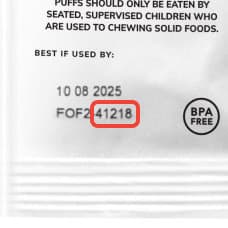 PUFFS SHOULD ONLY BE EATEN BY
SEATED, SUPERVISED CHILDREN WHO
ARE USED TO CHEWING SOLID FOODS.
BEST IF USED BY:
10 08 2025
FOF2-41218
BPA
FREE